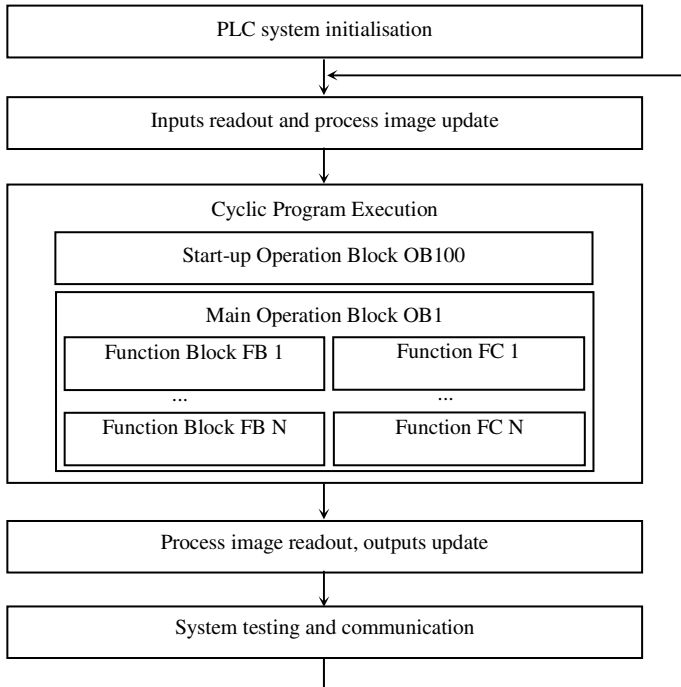 PLC system initialisation
Inputs readout and process image update
Cyclic Program Execution
Start-up Operation Block OB100
Main Operation Block OB1
Function Block FB 1
Function FC 1
...
...
Function Block FB N
Function FC N
Process image readout, outputs update
System testing and communication